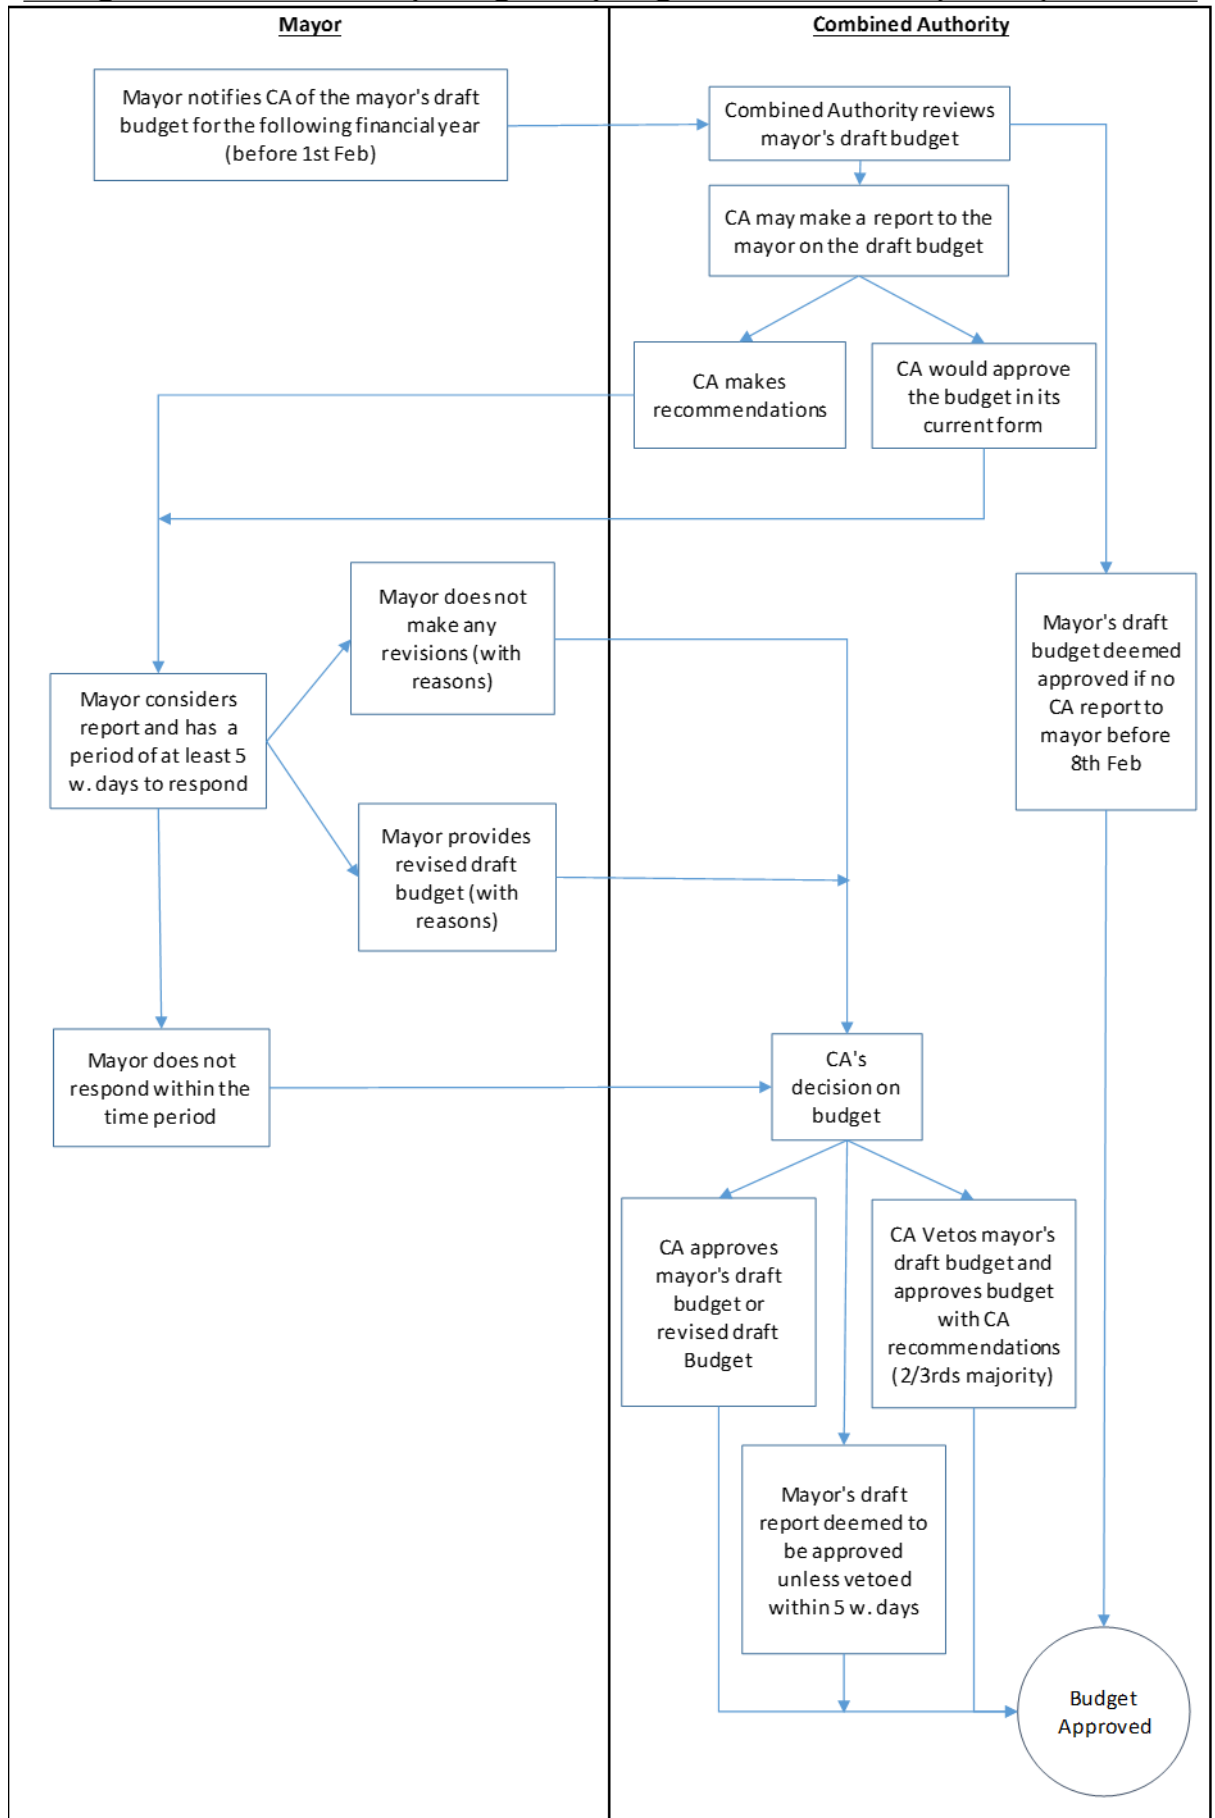 Mayor
Combined Authority
Mayor notifies CA of the mayor's draft
budget for the following financial year
(before 1st Feb)
Combined Authority reviews
mayor's draft budget
CA may make a report to the
mayor on the draft budget
CA makes
recommendations
CA would approve
the budget in its
current form
Mayor does not
make any
revisions (with
reasons)
Mayor's draft
budget deemed
approved if no
CA report to
mayor before
8th Feb
Mayor considers
report and has a
period of at least 5
w. days to respond
Mayor provides
revised draft
budget (with
reasons)
Mayor does not
respond within the
time period
CA's
decision on
budget
CA approves
mayor's draft
budget or
revised draft
Budget
CA Vetos mayor's
draft budget and
approves budget
with CA
recommendations
(2/3rds majority)
Mayor's draft
report deemed to
be approved
unless vetoed
within 5 w. days
Budget
Approved